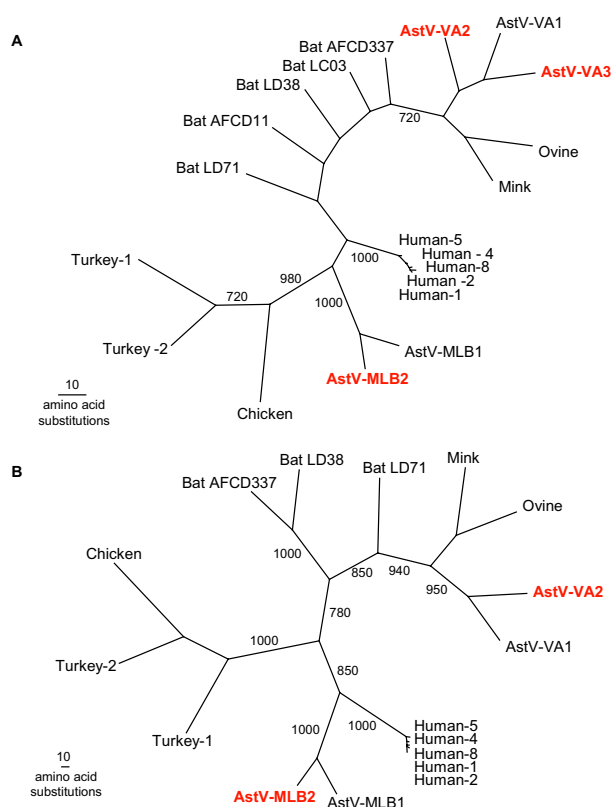 A
AstV-VA2
AstV-VA1
Bat AFCD337
Bat LC03
AstV-VA3
Bat LD38
720
Bat AFCD11
Ovine
Mink
Bat LD71
Human-5
Human - 4
1000
Human-8
Human -2
Human-1
Turkey-1
980
720
1000
Turkey -2
AstV-MLB1
AstV-MLB2
10
amino acid
substitutions
Chicken
B
Bat LD38
Bat LD71
Mink
Bat AFCD337
Ovine
Chicken
1000
850
940
950
AstV-VA2
780
AstV-VA1
1000
Turkey-2
850
Turkey-1
1000
1000
Human-5
Human-4
Human-8
Human-1
Human-2
10
amino acid
substitutions
AstV-MLB2
AstV-MLB1